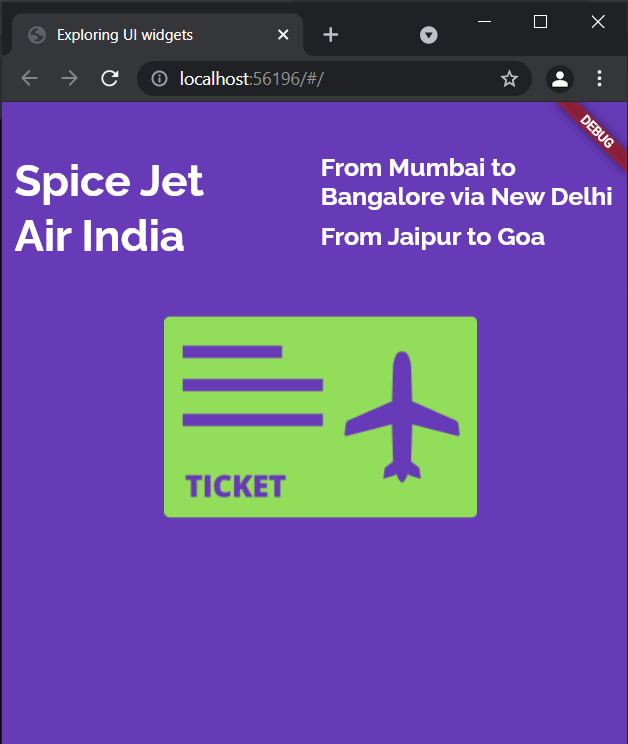 Exploring UI widgets
localhost:56196/#/
DEBUG
Spice Jet
From Mumbai to
Bangalore via New Delhi
Air India
From Jaipur to Goa
TICKET